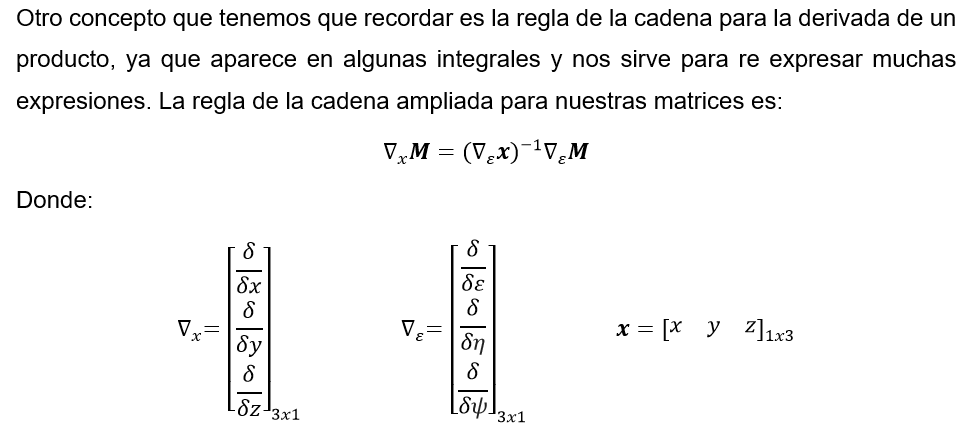 Otro concepto que tenemos que recordar es la regla de la cadena para la derivada de un
producto, ya que aparece en algunas integrales y nos sirve para re expresar muchas
expresiones. La regla de la cadena ampliada para nuestras matrices es:
∇ₓ𝑴 = (∇_ε𝒙)⁻¹∇_ε𝑴
Donde:
∇ₓ= [δ/δx δ/δy δ/δz]₃ₓ₁ ∇_ε= [δ/δε δ/δη δ/δψ]₃ₓ₁ 𝒙 = [x y z]₁ₓ₃